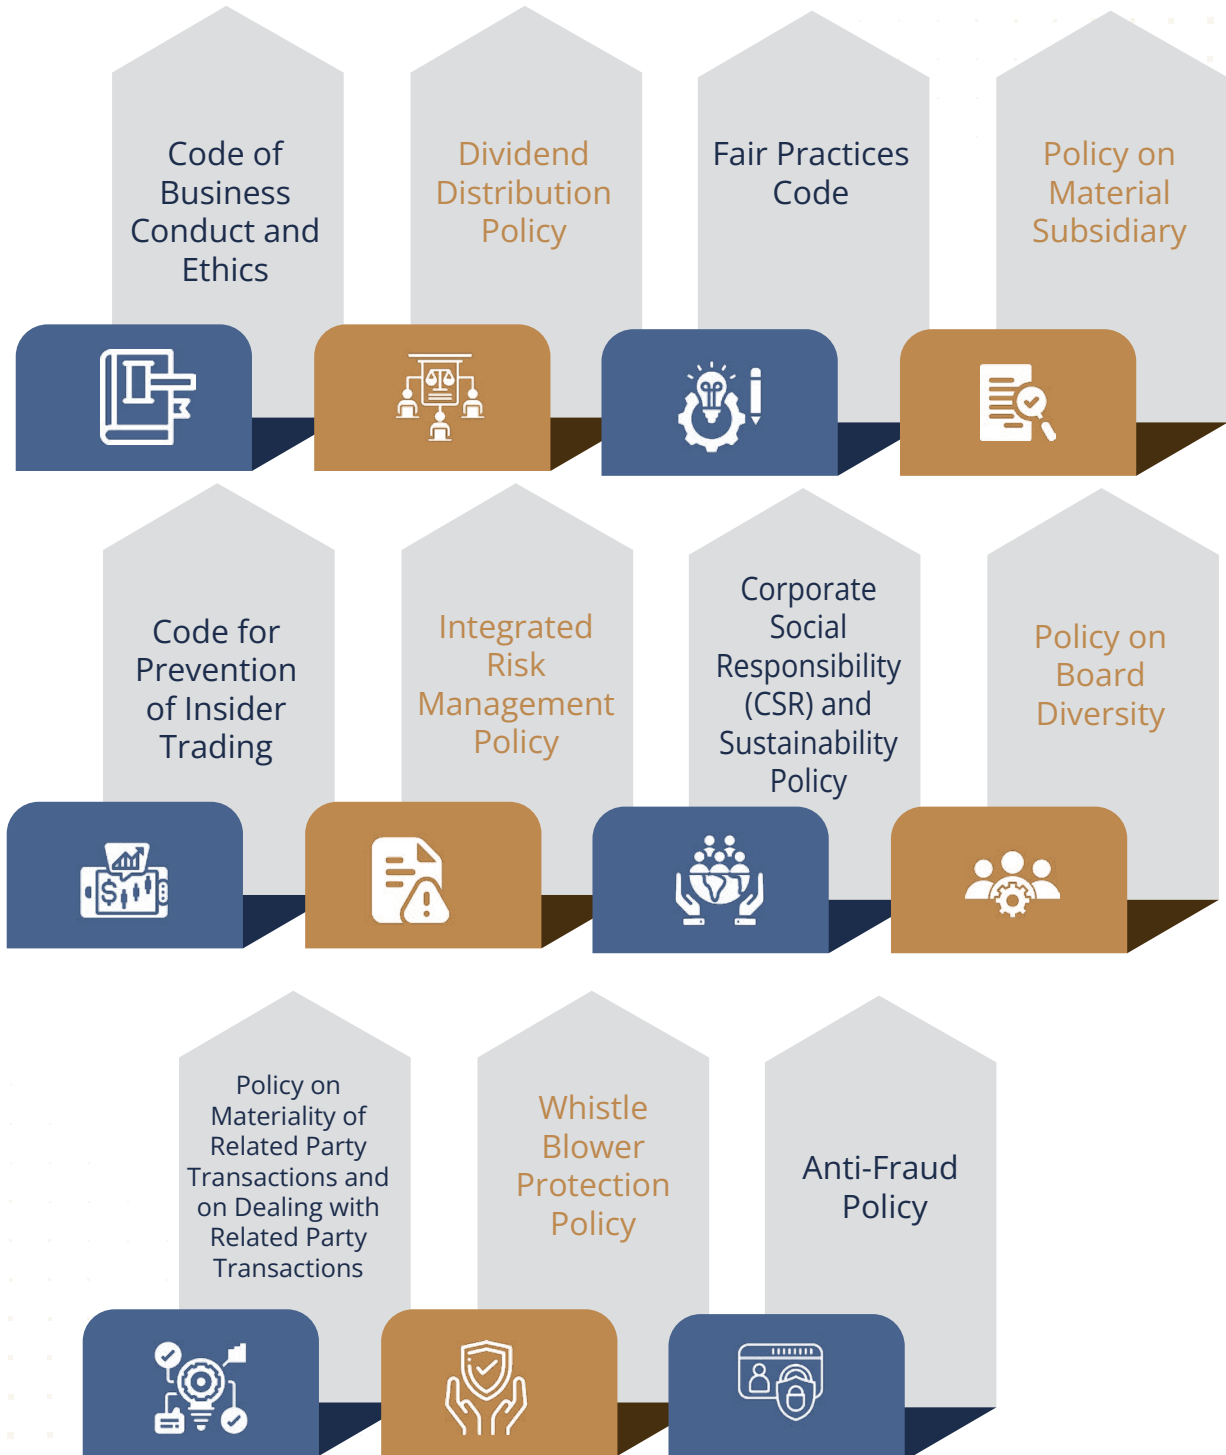 Code of
Business
Conduct and
Ethics
Dividend
Distribution
Policy
Fair Practices
Code
Policy on
Material
Subsidiary
Code for
Prevention
of Insider
Trading
Integrated
Risk
Management
Policy
Corporate
Social
Responsibility
(CSR) and
Sustainability
Policy
Policy on
Board
Diversity
Policy on
Materiality of
Related Party
Transactions and
on Dealing with
Related Party
Transactions
Whistle
Blower
Protection
Policy
Anti-Fraud
Policy